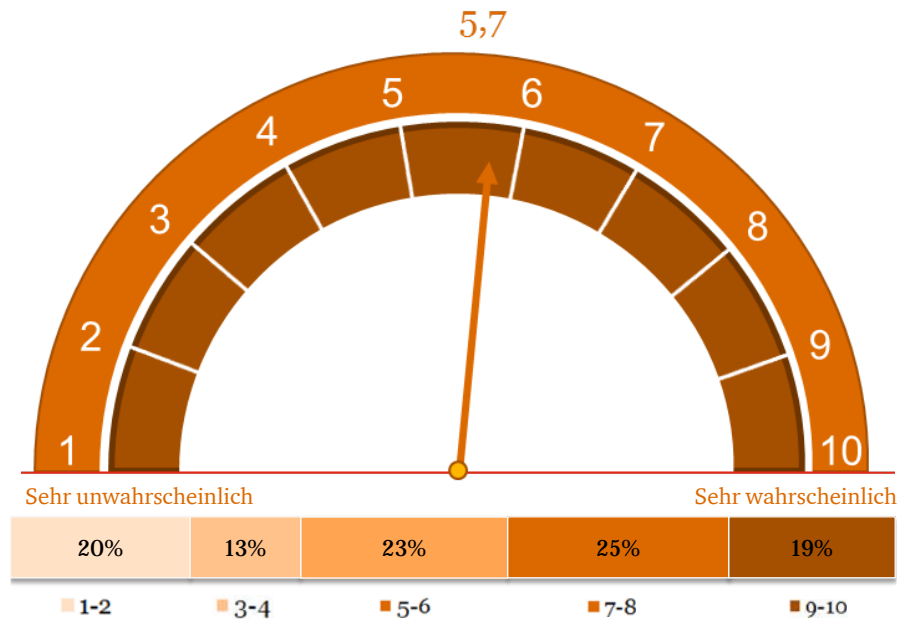 5,7
1 2 3 4 5 6 7 8 9 10
Sehr unwahrscheinlich Sehr wahrscheinlich
20% 13% 23% 25% 19%
1-2 3-4 5-6 7-8 9-10